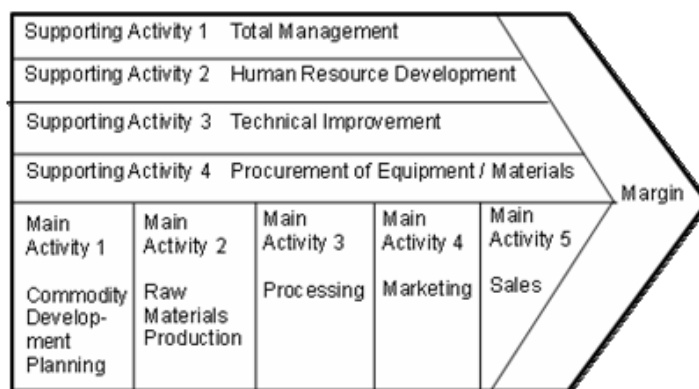 Supporting Activity 1 Total Management
Supporting Activity 2 Human Resource Development
Supporting Activity 3 Technical Improvement
Supporting Activity 4 Procurement of Equipment / Materials
Margin
Main
Activity 1
Commodity
Develop-
ment
Planning
Main
Activity 2
Raw
Materials
Production
Main
Activity 3
Processing
Main
Activity 4
Marketing
Main
Activity 5
Sales